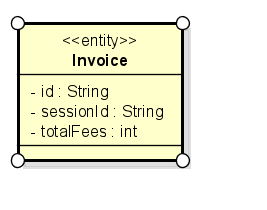 <<entity>>
Invoice
- id : String
- sessionId : String
- totalFees : int